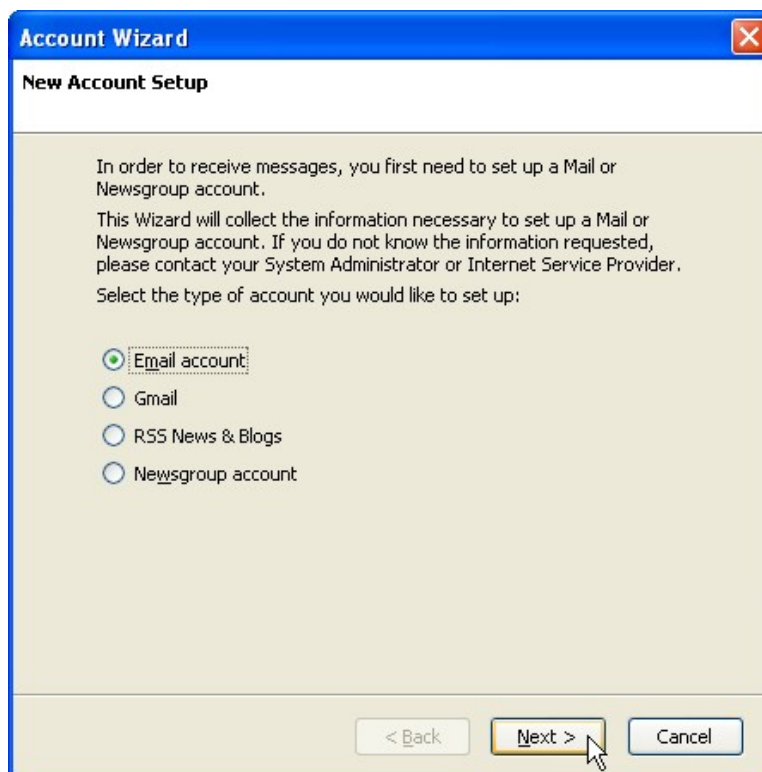 Account Wizard
New Account Setup
In order to receive messages, you first need to set up a Mail or
Newsgroup account.
This Wizard will collect the information necessary to set up a Mail or
Newsgroup account. If you do not know the information requested,
please contact your System Administrator or Internet Service Provider.
Select the type of account you would like to set up:
Email account
Gmail
RSS News & Blogs
Newsgroup account
< Back Next > Cancel